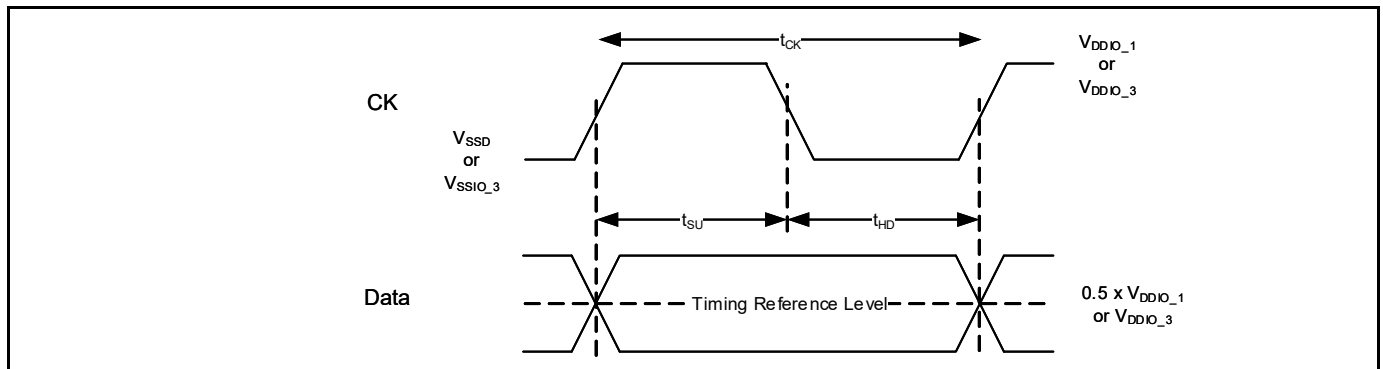 tCK
VDDIO_1
or
VDDIO_3
CK
VSSD
or
VSSIO_3
tSU
tHD
Data
Timing Reference Level
0.5 x VDDIO_1
or VDDIO_3